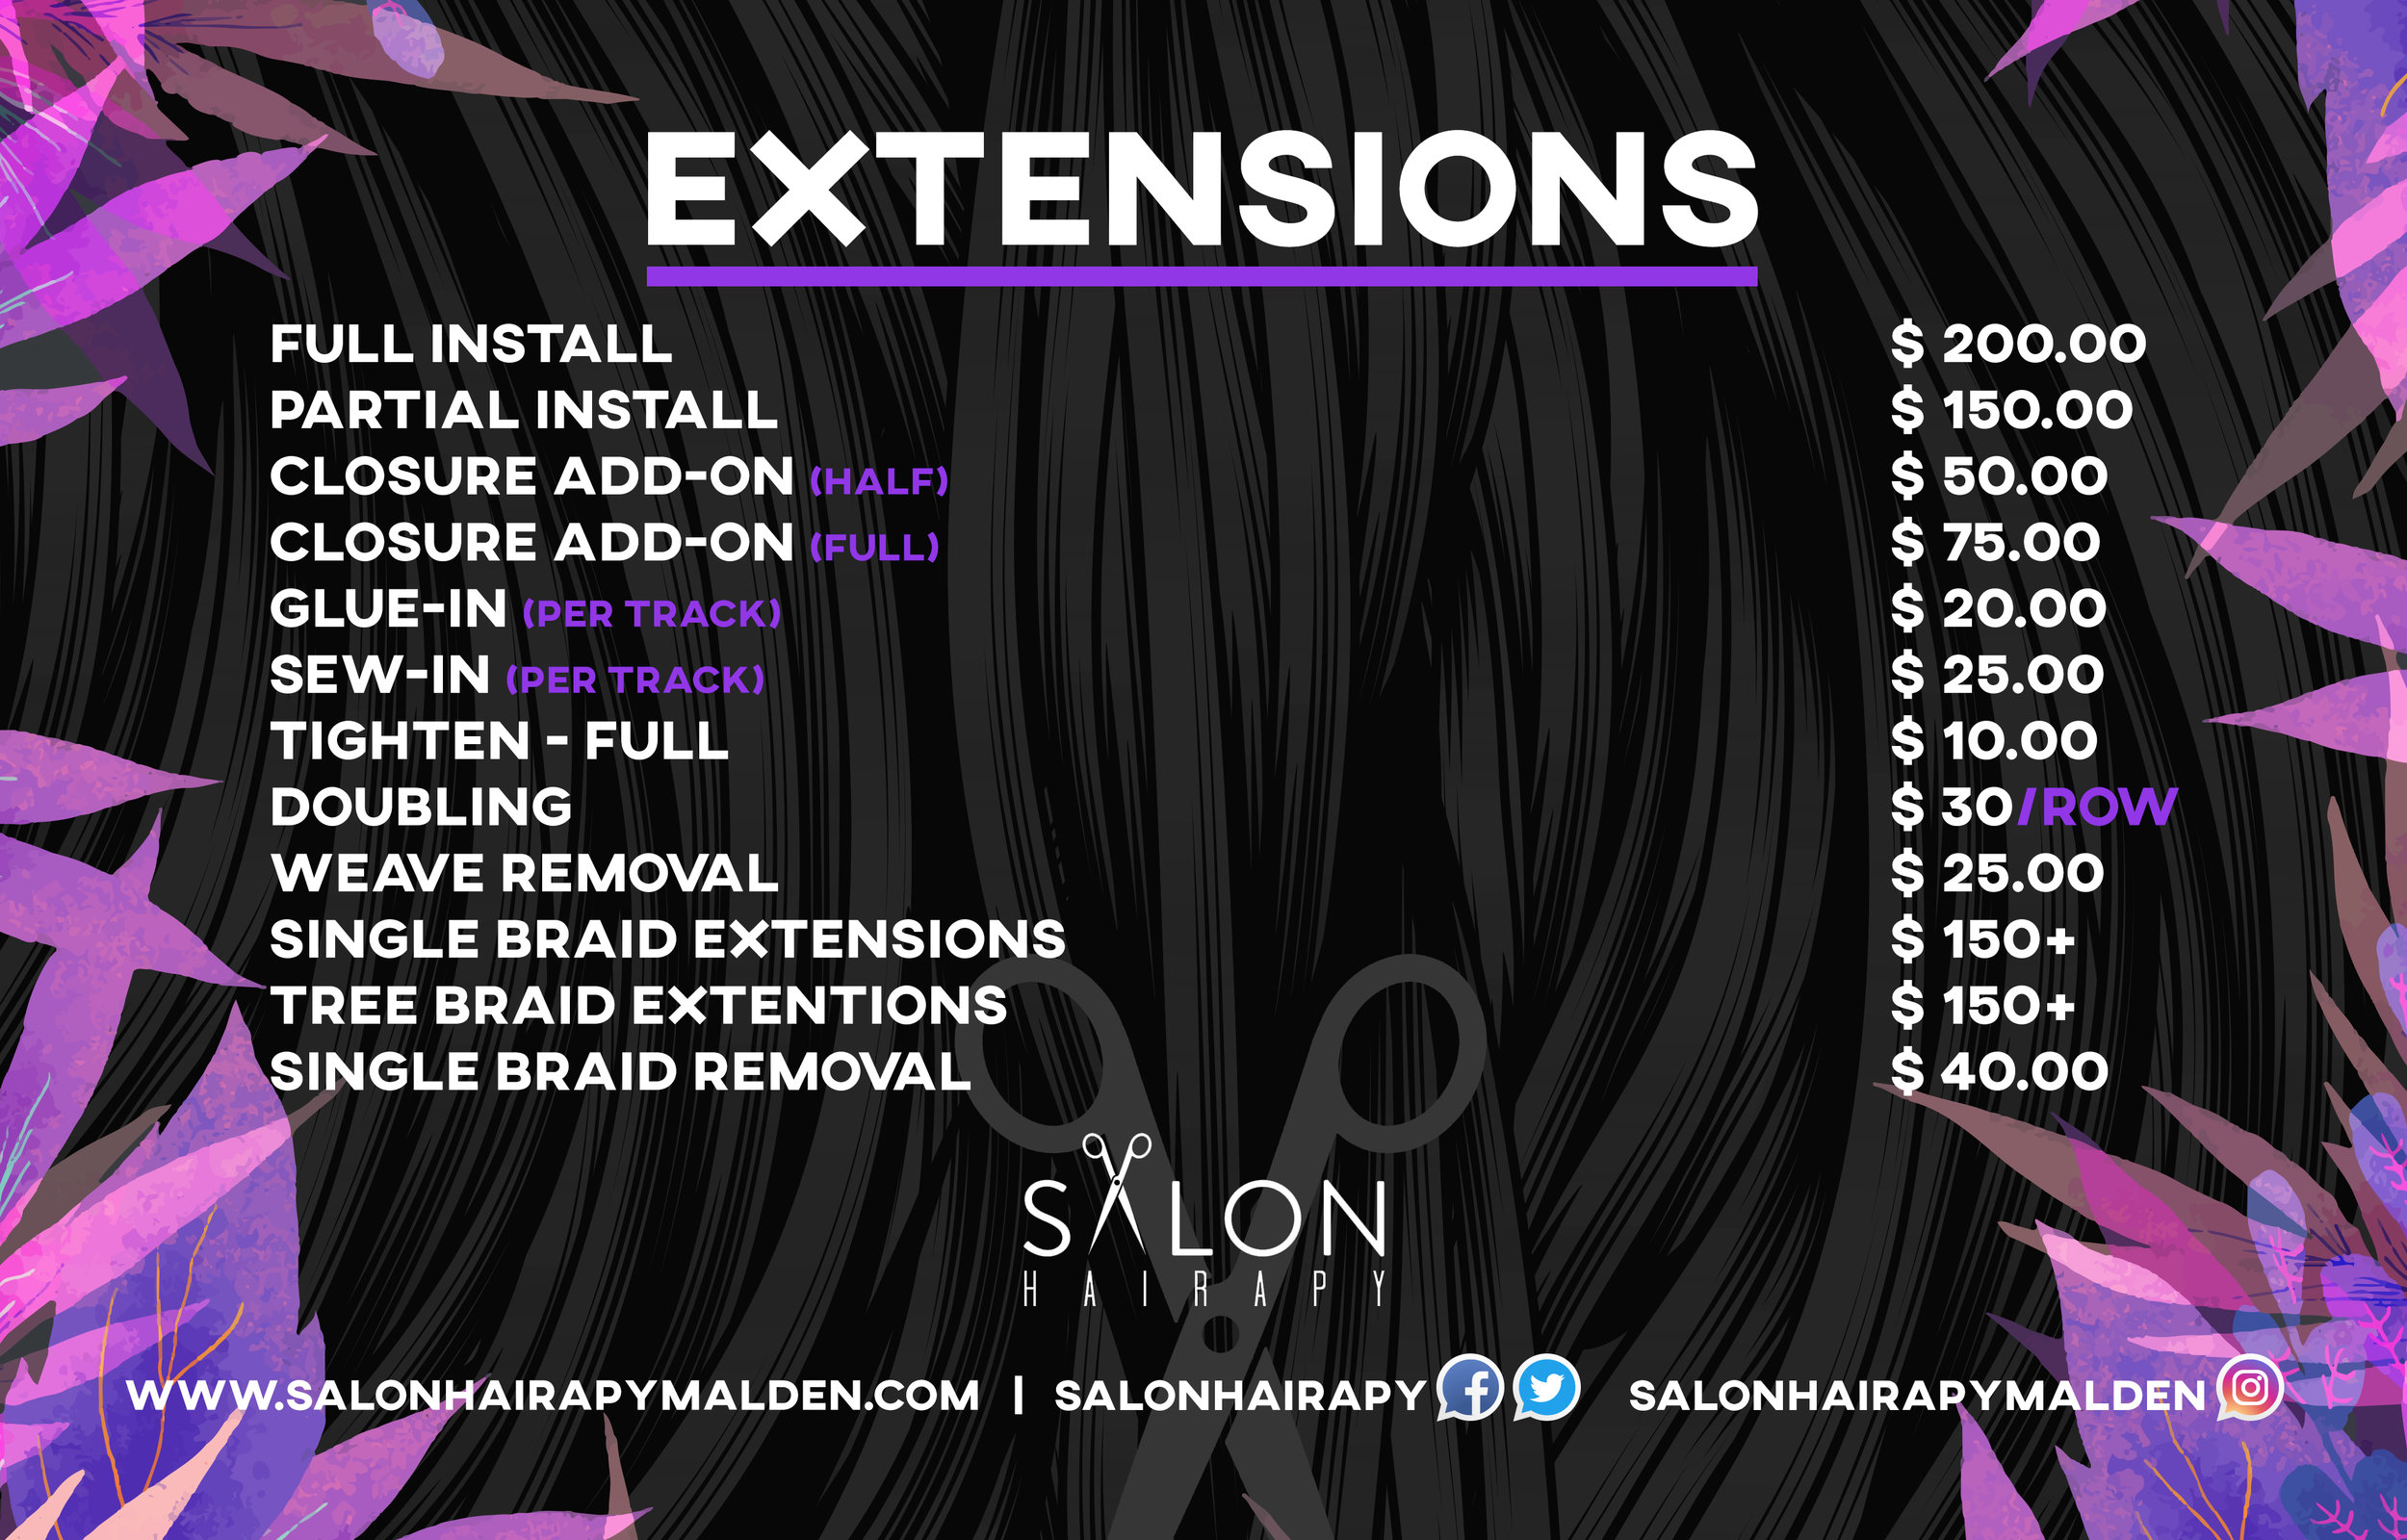 EXTENSIONS
FULL INSTALL $ 200.00
PARTIAL INSTALL $ 150.00
CLOSURE ADD-ON (HALF) $ 50.00
CLOSURE ADD-ON (FULL) $ 75.00
GLUE-IN (PER TRACK) $ 20.00
SEW-IN (PER TRACK) $ 25.00
TIGHTEN - FULL $ 10.00
DOUBLING $ 30/ROW
WEAVE REMOVAL $ 25.00
SINGLE BRAID EXTENSIONS $ 150+
TREE BRAID EXTENTIONS $ 150+
SINGLE BRAID REMOVAL $ 40.00
SALON
HAIRAPY
WWW.SALONHAIRAPYMALDEN.COM | SALONHAIRAPY SALONHAIRAPYMALDEN